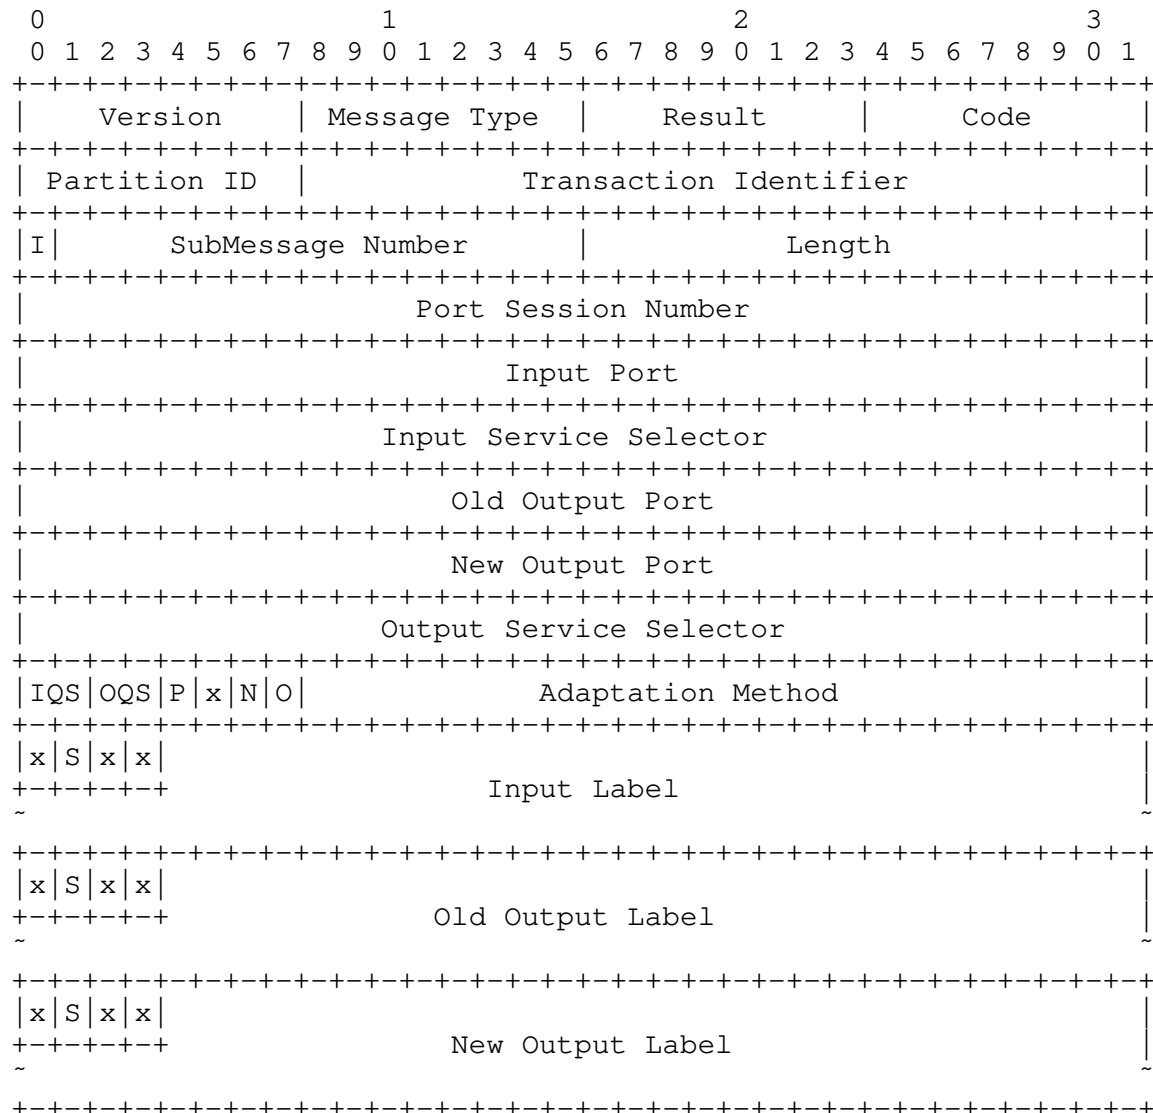 0                   1                   2                   3
 0 1 2 3 4 5 6 7 8 9 0 1 2 3 4 5 6 7 8 9 0 1 2 3 4 5 6 7 8 9 0 1
+-+-+-+-+-+-+-+-+-+-+-+-+-+-+-+-+-+-+-+-+-+-+-+-+-+-+-+-+-+-+-+-+
|    Version    | Message Type  |    Result     |     Code      |
+-+-+-+-+-+-+-+-+-+-+-+-+-+-+-+-+-+-+-+-+-+-+-+-+-+-+-+-+-+-+-+-+
| Partition ID  |            Transaction Identifier             |
+-+-+-+-+-+-+-+-+-+-+-+-+-+-+-+-+-+-+-+-+-+-+-+-+-+-+-+-+-+-+-+-+
|I|      SubMessage Number      |           Length              |
+-+-+-+-+-+-+-+-+-+-+-+-+-+-+-+-+-+-+-+-+-+-+-+-+-+-+-+-+-+-+-+-+
|                      Port Session Number                      |
+-+-+-+-+-+-+-+-+-+-+-+-+-+-+-+-+-+-+-+-+-+-+-+-+-+-+-+-+-+-+-+-+
|                           Input Port                          |
+-+-+-+-+-+-+-+-+-+-+-+-+-+-+-+-+-+-+-+-+-+-+-+-+-+-+-+-+-+-+-+-+
|                    Input Service Selector                     |
+-+-+-+-+-+-+-+-+-+-+-+-+-+-+-+-+-+-+-+-+-+-+-+-+-+-+-+-+-+-+-+-+
|                        Old Output Port                        |
+-+-+-+-+-+-+-+-+-+-+-+-+-+-+-+-+-+-+-+-+-+-+-+-+-+-+-+-+-+-+-+-+
|                        New Output Port                        |
+-+-+-+-+-+-+-+-+-+-+-+-+-+-+-+-+-+-+-+-+-+-+-+-+-+-+-+-+-+-+-+-+
|                    Output Service Selector                    |
+-+-+-+-+-+-+-+-+-+-+-+-+-+-+-+-+-+-+-+-+-+-+-+-+-+-+-+-+-+-+-+-+
|IQS|OQS|P|x|N|O|             Adaptation Method                 |
+-+-+-+-+-+-+-+-+-+-+-+-+-+-+-+-+-+-+-+-+-+-+-+-+-+-+-+-+-+-+-+-+
|x|S|x|x|                                                       |
+-+-+-+-+                  Input Label                          |
~                                                               ~
+-+-+-+-+-+-+-+-+-+-+-+-+-+-+-+-+-+-+-+-+-+-+-+-+-+-+-+-+-+-+-+-+
|x|S|x|x|                                                       |
+-+-+-+-+               Old Output Label                        |
~                                                               ~
+-+-+-+-+-+-+-+-+-+-+-+-+-+-+-+-+-+-+-+-+-+-+-+-+-+-+-+-+-+-+-+-+
|x|S|x|x|                                                       |
+-+-+-+-+                New Output Label                       |
~                                                               ~
+-+-+-+-+-+-+-+-+-+-+-+-+-+-+-+-+-+-+-+-+-+-+-+-+-+-+-+-+-+-+-+-+